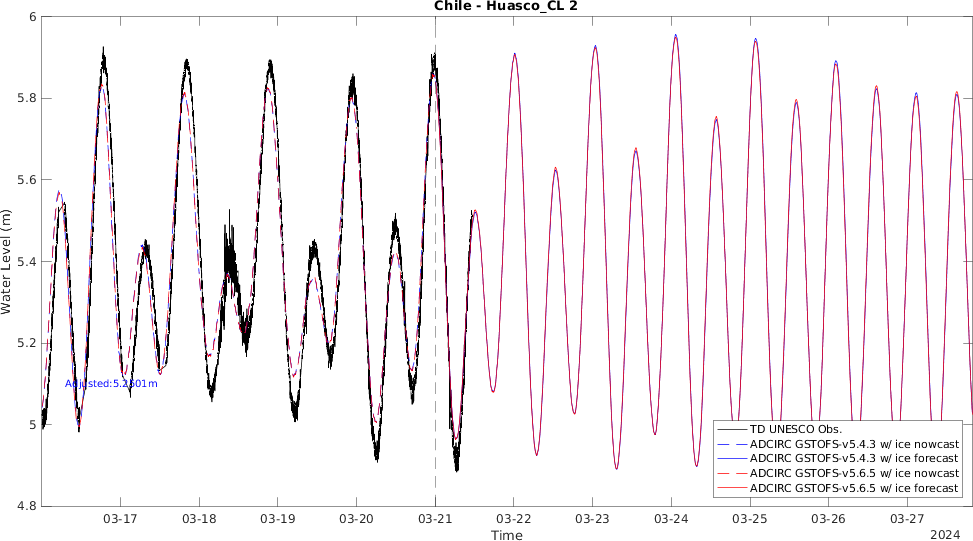 Chile - Huasco_CL 2
6
5.8
5.6
5.4
5.2
5
4.8
Water Level (m)
Adjusted:5.2501m
TD UNESCO Obs.
ADCIRC GSTOFS-v5.4.3 w/ ice nowcast
ADCIRC GSTOFS-v5.4.3 w/ ice forecast
ADCIRC GSTOFS-v5.6.5 w/ ice nowcast
ADCIRC GSTOFS-v5.6.5 w/ ice forecast
03-17 03-18 03-19 03-20 03-21 03-22 03-23 03-24 03-25 03-26 03-27
Time
2024